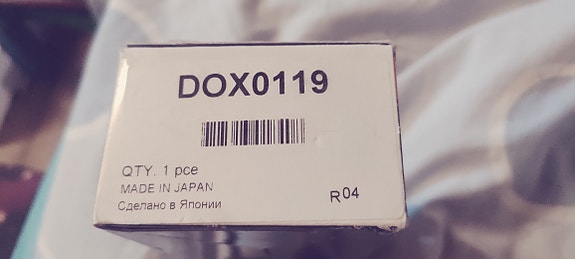 DOX0119
QTY. 1 pce
MADE IN JAPAN
Сделано в Японии
R04